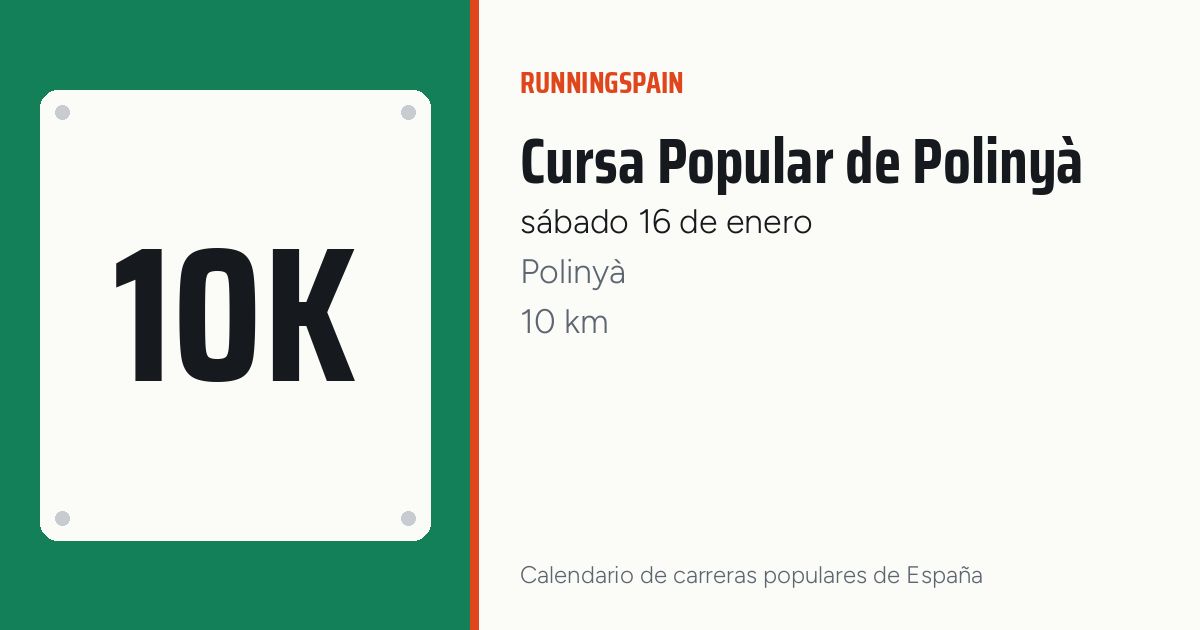 10K
RUNNINGSPAIN
Cursa Popular de Polinyà
sábado 16 de enero
Polinyà
10 km
Calendario de carreras populares de España